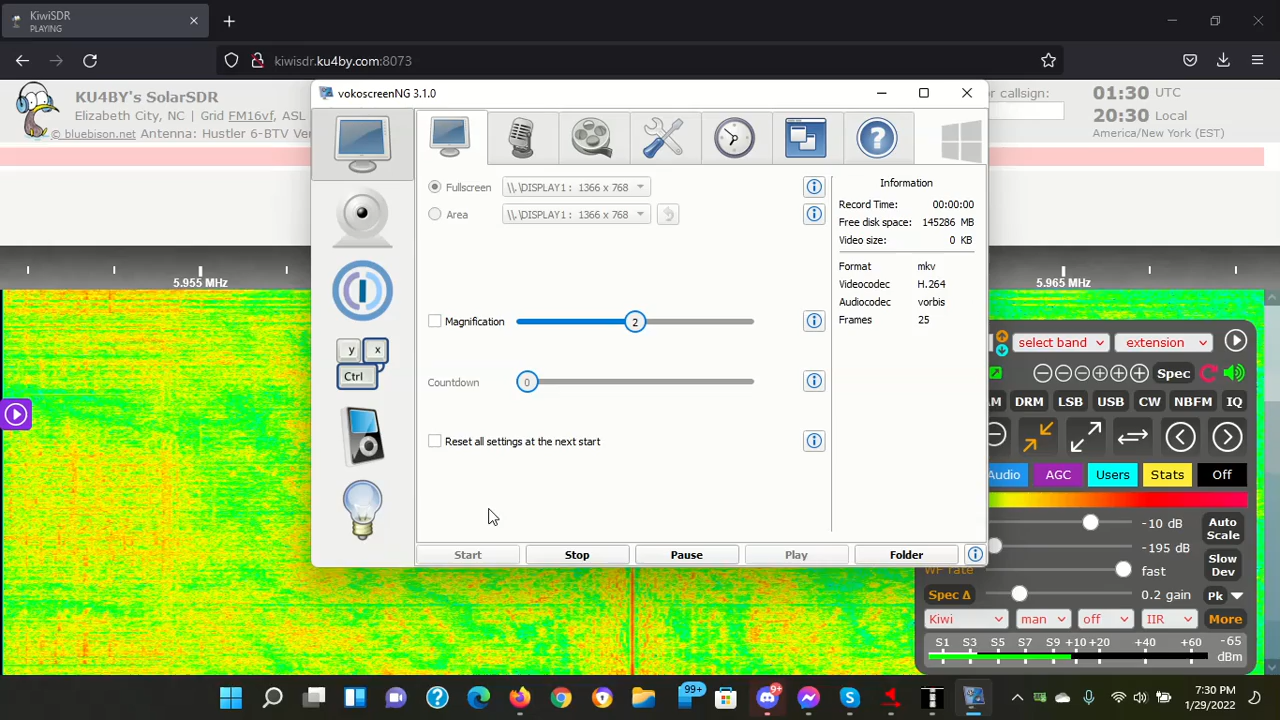 KiwiSDR
PLAYING
kiwisdr.ku4by.com:8073
KU4BY's SolarSDR
Elizabeth City, NC | Grid FM16vf, ASL
© bluebison.net Antenna: Hustler 6-BTV Ver
or callsign:
01:30 UTC
20:30 Local
America/New York (EST)
vokoscreenNG 3.1.0
Fullscreen
\\.\DISPLAY1 : 1366 x 768
Area
\\.\DISPLAY1 : 1366 x 768
Magnification
2
Countdown
0
Reset all settings at the next start
Information
Record Time: 00:00:00
Free disk space: 145286 MB
Video size: 0 KB
Format mkv
Videocodec H.264
Audiocodec vorbis
Frames 25
Start
Stop
Pause
Play
Folder
y x
Ctrl
5.955 MHz
5.965 MHz
select band
extension
Spec
AM DRM LSB USB CW NBFM IQ
Audio AGC Users Stats Off
-10 dB
Auto
Scale
-195 dB
Slow
Dev
WF rate fast
Spec Δ 0.2 gain Pk
Kiwi man off IIR More
S1 S3 S5 S7 S9 +10 +20 +40 +60
-65
dBm
99+
9+
7:30 PM
1/29/2022